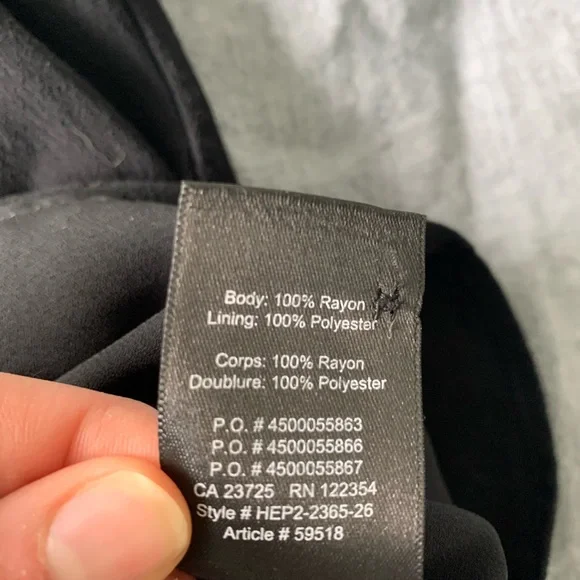 Body: 100% Rayon
Lining: 100% Polyester
Corps: 100% Rayon
Doublure: 100% Polyester
P.O. # 4500055863
P.O. # 4500055866
P.O. # 4500055867
CA 23725 RN 122354
Style # HEP2-2365-26
Article # 59518